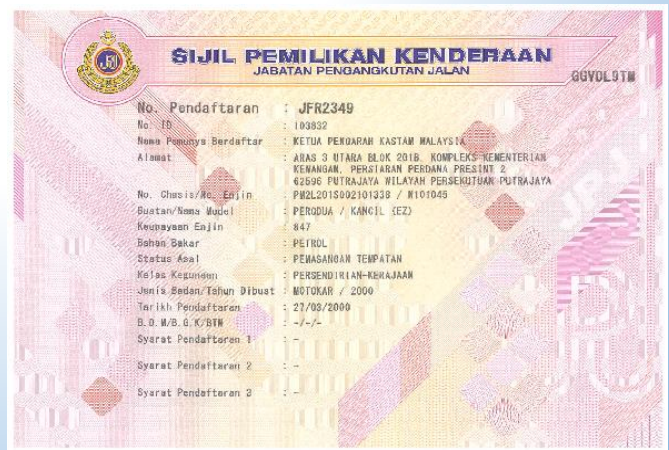 SIJIL PEMILIKAN KENDERAAN
JABATAN PENGANGKUTAN JALAN
GGVOL9TM
No. Pendaftaran : JFR2349
No. ID : 103832
Nama Pemunya Berdaftar : KETUA PENGARAH KASTAM MALAYSIA
Alamat : ARAS 3 UTARA BLOK 201B. KOMPLEKS KEMENTERIAN
KEWANGAN, PERSIARAN PERDANA PRESINT 2
62596 PUTRAJAYA WILAYAH PERSEKUTUAN PUTRAJAYA
No. Chasis/No. Enjin : PM2L201S002101338 / N101045
Buatan/Nama Model : PERODUA / KANCIL (EZ)
Keupayaan Enjin : 847
Bahan Bakar : PETROL
Status Asal : PEMASANGAN TEMPATAN
Kelas Kegunaan : PERSENDIRIAN-KERAJAAN
Jenis Badan/Tahun Dibuat : MOTOKAR / 2000
Tarikh Pendaftaran : 27/03/2000
B.D.M/B.G.K/BTM : -/-/-
Syarat Pendaftaran 1 : -
Syarat Pendaftaran 2 : -
Syarat Pendaftaran 3 : -